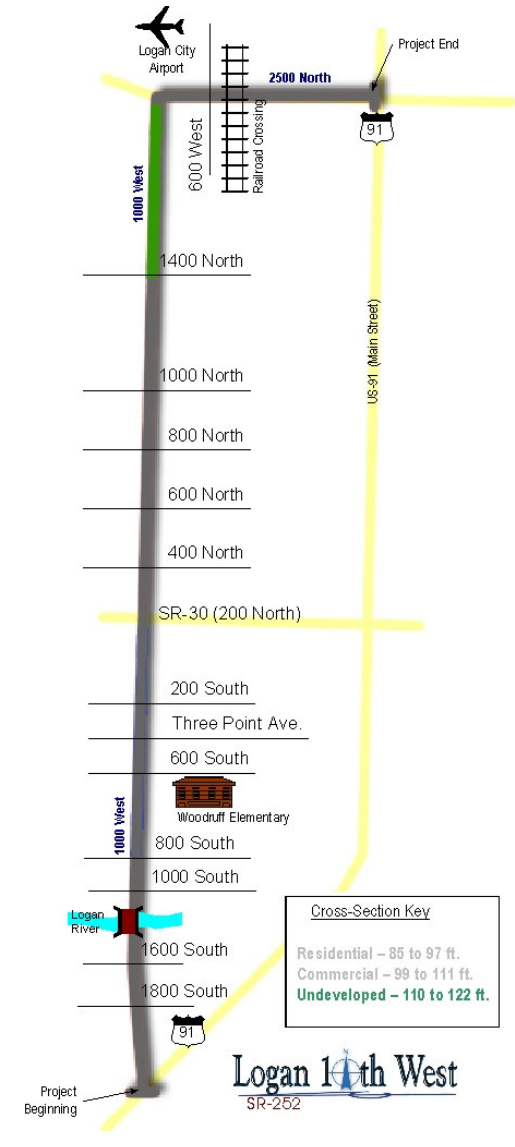 Logan City
Airport
Project End
2500 North
91
600 West
Railroad Crossing
1000 West
1400 North
US-91 (Main Street)
1000 North
800 North
600 North
400 North
SR-30 (200 North)
200 South
Three Point Ave.
600 South
Woodruff Elementary
1000 West
800 South
1000 South
Logan
River
1600 South
1800 South
91
Project
Beginning
Cross-Section Key
Residential – 85 to 97 ft.
Commercial – 99 to 111 ft.
Undeveloped – 110 to 122 ft.
Logan 10th West
SR-252